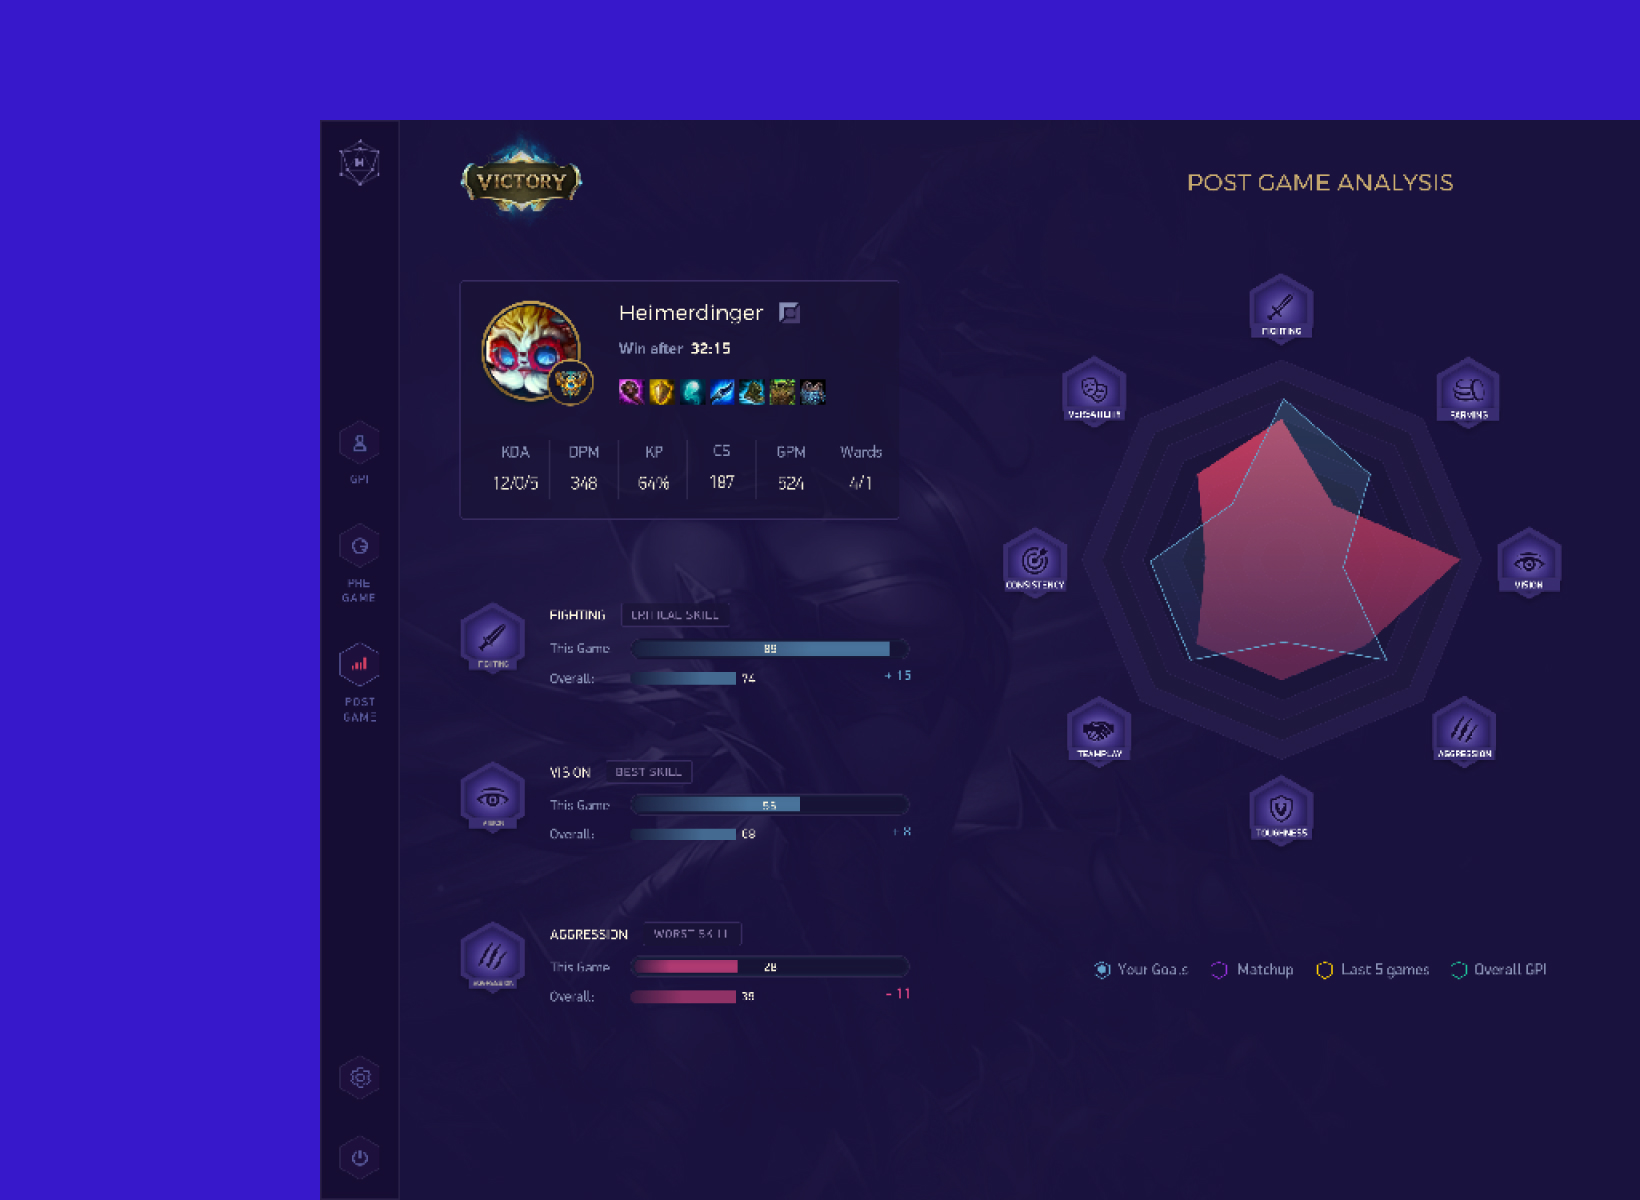 VICTORY
POST GAME ANALYSIS
Heimerdinger
Win after 32:15
KDA DPM KP CS GPM Wards
12/0/5 348 64% 187 524 4/1
GPI
PRE
GAME
POST
GAME
FIGHTING CRITICAL SKILL
FIGHTING
This Game 89
Overall: 74 + 15
VISION BEST SKILL
VISION
This Game
Overall: 68 + 8
AGGRESSION WORST SKILL
AGGRESSION
This Game 28
Overall: 39 - 11
FIGHTING
VERSATILITY
FARMING
CONSISTENCY
VISION
TEAMPLAY
AGGRESSION
TOUGHNESS
Your Goals Matchup Last 5 games Overall GPI